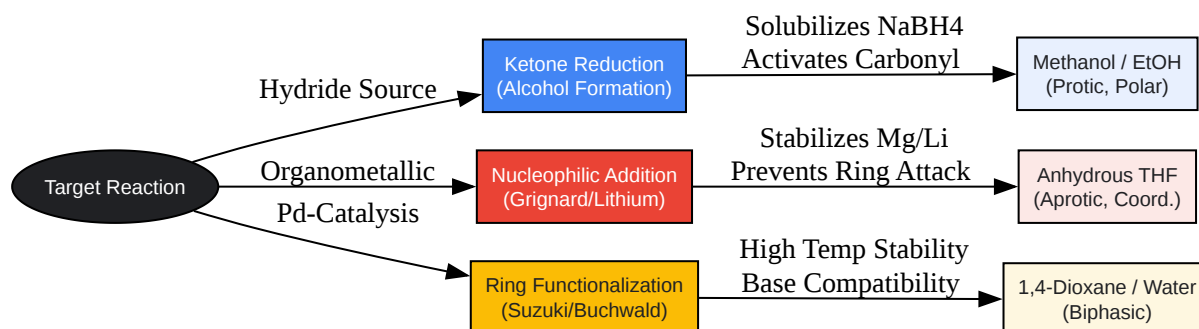 Target Reaction
Hydride Source
Organometallic
Pd-Catalysis
Ketone Reduction
(Alcohol Formation)
Nucleophilic Addition
(Grignard/Lithium)
Ring Functionalization
(Suzuki/Buchwald)
Solubilizes NaBH4
Activates Carbonyl
Stabilizes Mg/Li
Prevents Ring Attack
High Temp Stability
Base Compatibility
Methanol / EtOH
(Protic, Polar)
Anhydrous THF
(Aprotic, Coord.)
1,4-Dioxane / Water
(Biphasic)